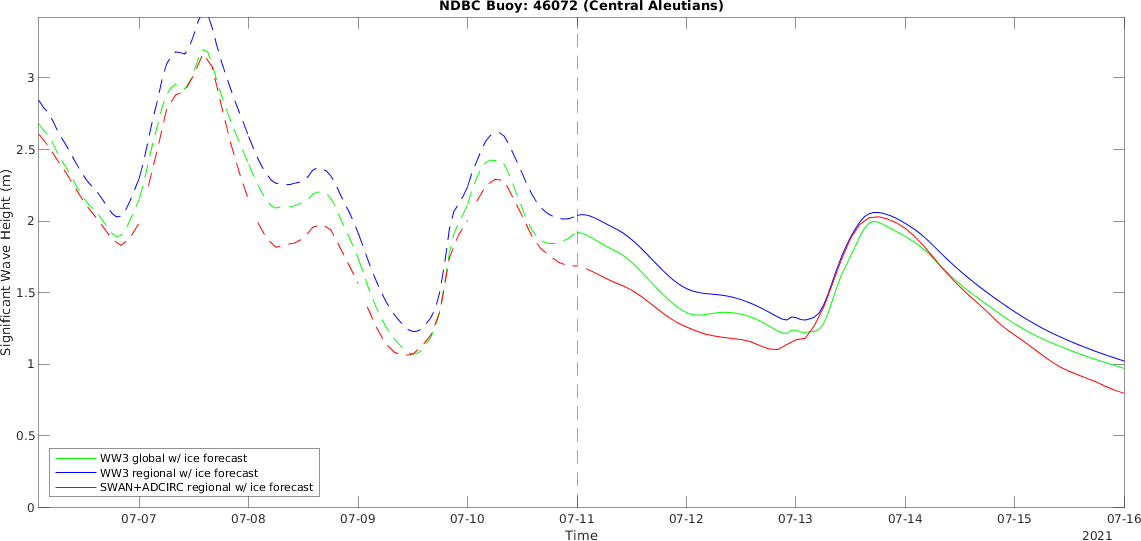 NDBC Buoy: 46072 (Central Aleutians)
Significant Wave Height (m)
3
2.5
2
1.5
1
0.5
0
WW3 global w/ ice forecast
WW3 regional w/ ice forecast
SWAN+ADCIRC regional w/ ice forecast
07-07 07-08 07-09 07-10 07-11 07-12 07-13 07-14 07-15 07-16
Time
2021